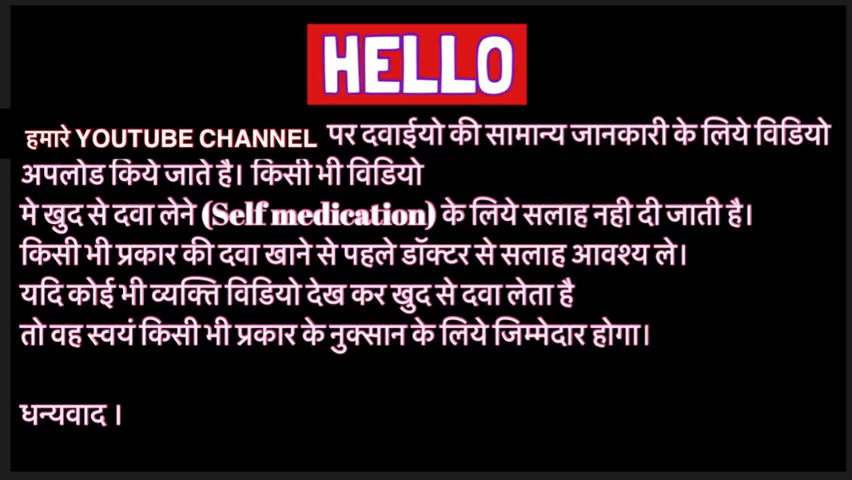 HELLO
हमारे YOUTUBE CHANNEL पर दवाईयो की सामान्य जानकारी के लिये विडियो
अपलोड किये जाते है। किसी भी विडियो
मे खुद से दवा लेने (Self medication) के लिये सलाह नही दी जाती है।
किसी भी प्रकार की दवा खाने से पहले डॉक्टर से सलाह आवश्य ले।
यदि कोई भी व्यक्ति विडियो देख कर खुद से दवा लेता है
तो वह स्वयं किसी भी प्रकार के नुक्सान के लिये जिम्मेदार होगा।
धन्यवाद ।